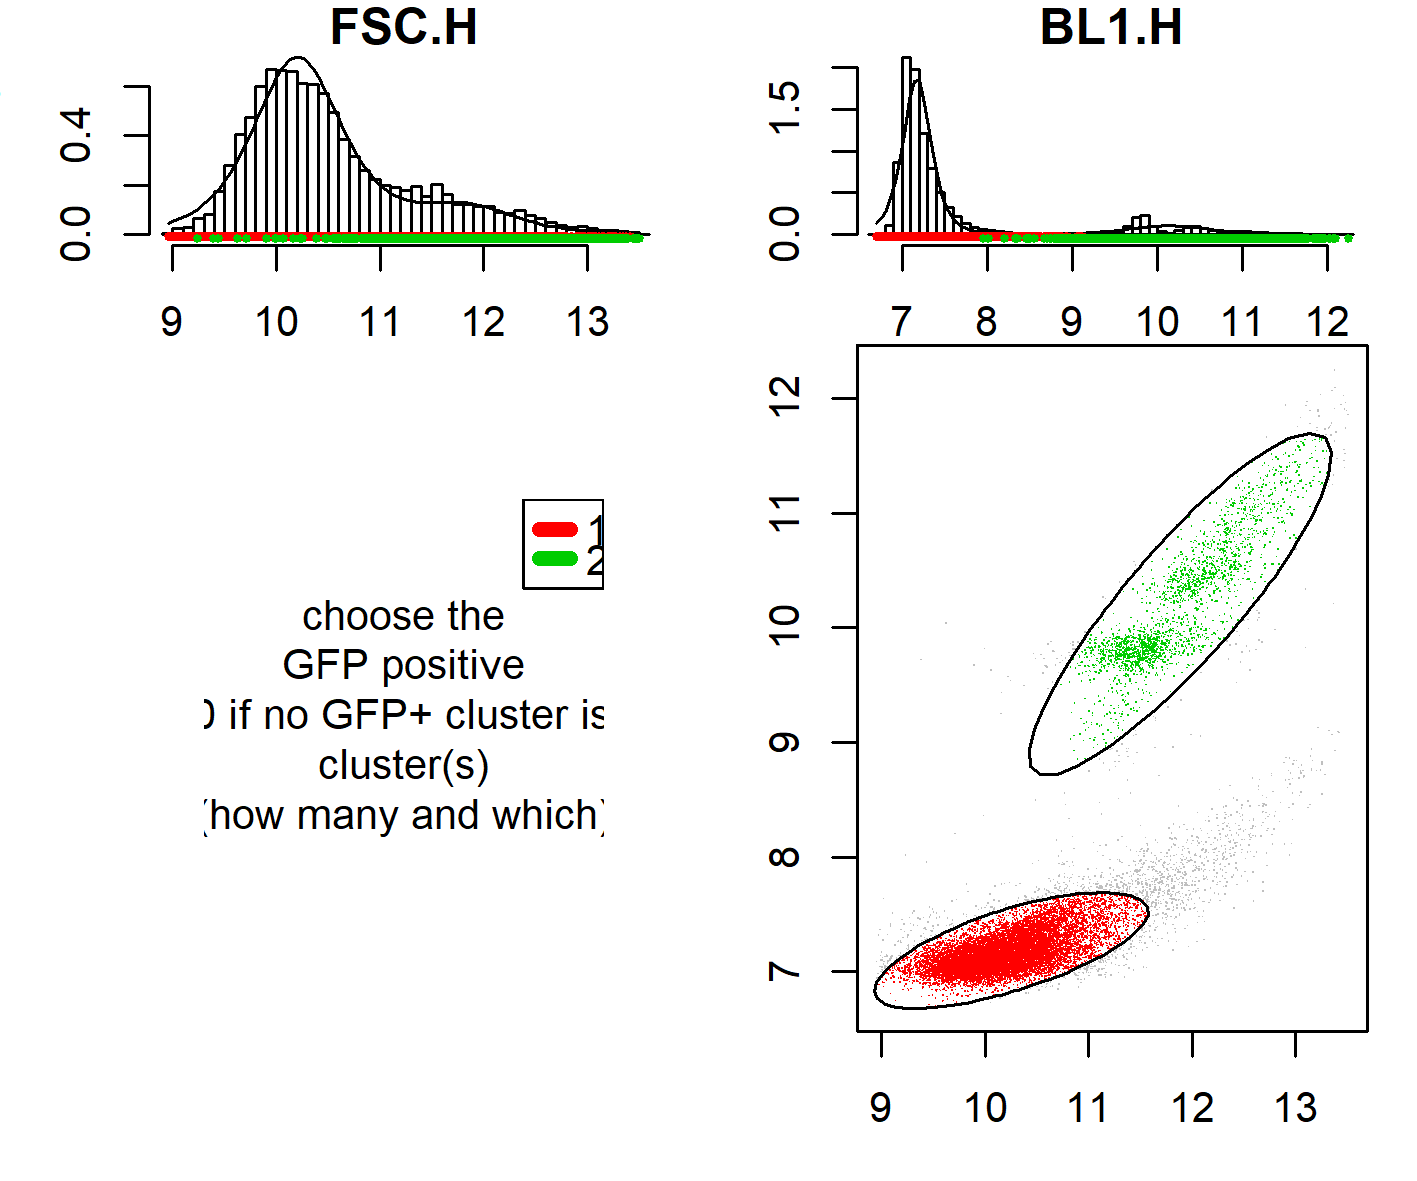 FSC.H
BL1.H
0.4
0.0
9 10 11 12 13
1.5
0.0
7 8 9 10 11 12
1
2
choose the
GFP positive
0 if no GFP+ cluster is
cluster(s)
(how many and which)
12
11
10
9
8
7
9 10 11 12 13